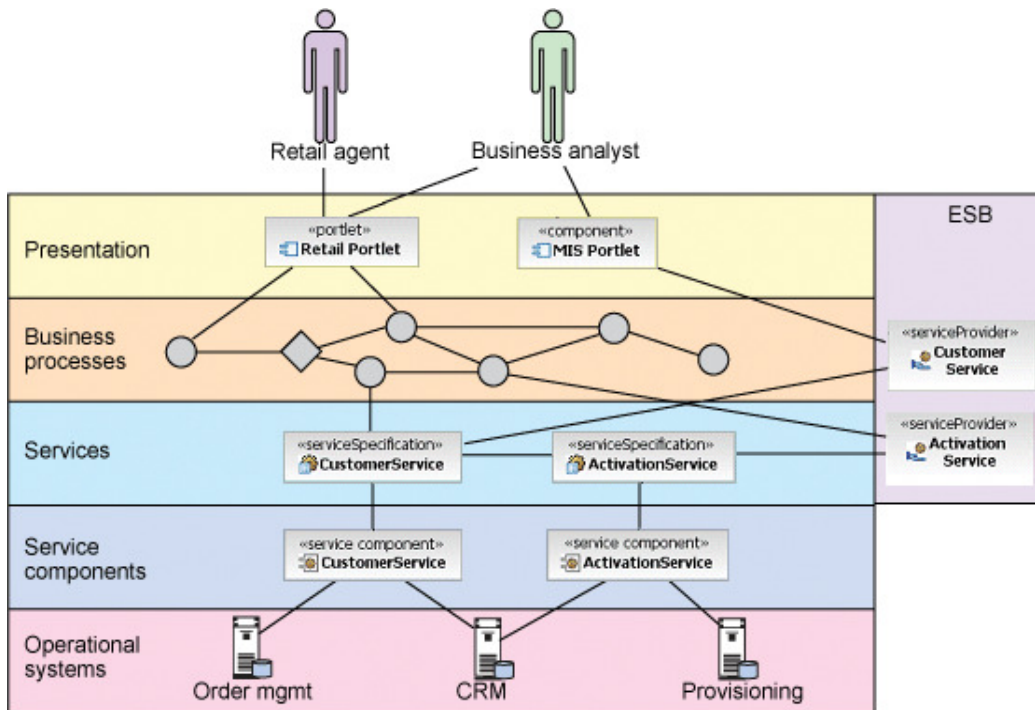 Retail agent
Business analyst
Presentation
«portlet»
Retail Portlet
«component»
MIS Portlet
ESB
Business
processes
«serviceProvider»
Customer
Service
Services
«serviceSpecification»
CustomerService
«serviceSpecification»
ActivationService
«serviceProvider»
Activation
Service
Service
components
«service component»
CustomerService
«service component»
ActivationService
Operational
systems
Order mgmt
CRM
Provisioning